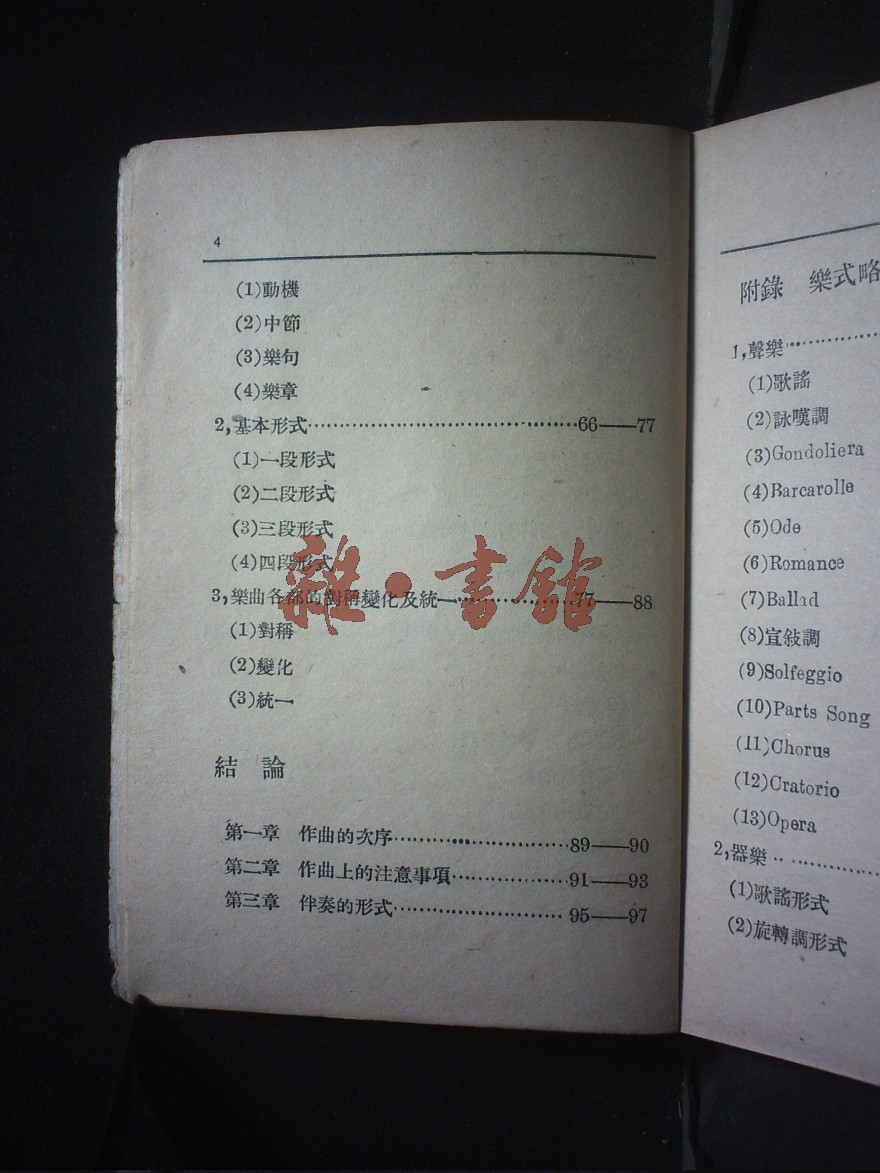 4
(1)動機
(2)中節
(3)樂句
(4)樂章
2,基本形式……………………………………66——77
(1)一段形式
(2)二段形式
(3)三段形式
(4)四段形式
3,樂曲各部的對稱變化及統一………………77——88
(1)對稱
(2)變化
(3)統一
結論
第一章 作曲的次序………………………89——90
第二章 作曲上的注意事項………………91——93
第三章 伴奏的形式……………………… 95——97
雜·書館
附錄 樂式略
1,聲樂……………
(1)歌謠
(2)詠嘆調
(3)Gondoliera
(4)Barcarolle
(5)Ode
(6)Romance
(7)Ballad
(8)宣敍調
(9)Solfeggio
(10)Parts Song
(11)Chorus
(12)Cratorio
(13)Opera
2,器樂……………
(1)歌謠形式
(2)旋轉調形式